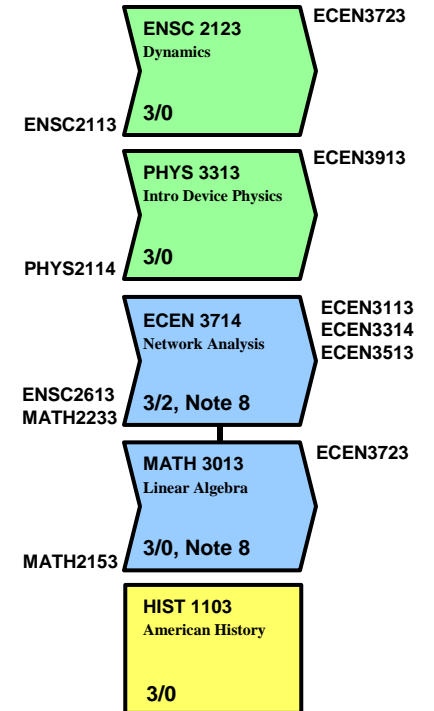 ECEN3723
ENSC 2123
Dynamics
3/0
ENSC2113
ECEN3913
PHYS 3313
Intro Device Physics
3/0
PHYS2114
ECEN3113
ECEN3314
ECEN3513
ECEN 3714
Network Analysis
3/2, Note 8
ENSC2613
MATH2233
ECEN3723
MATH 3013
Linear Algebra
3/0, Note 8
MATH2153
HIST 1103
American History
3/0